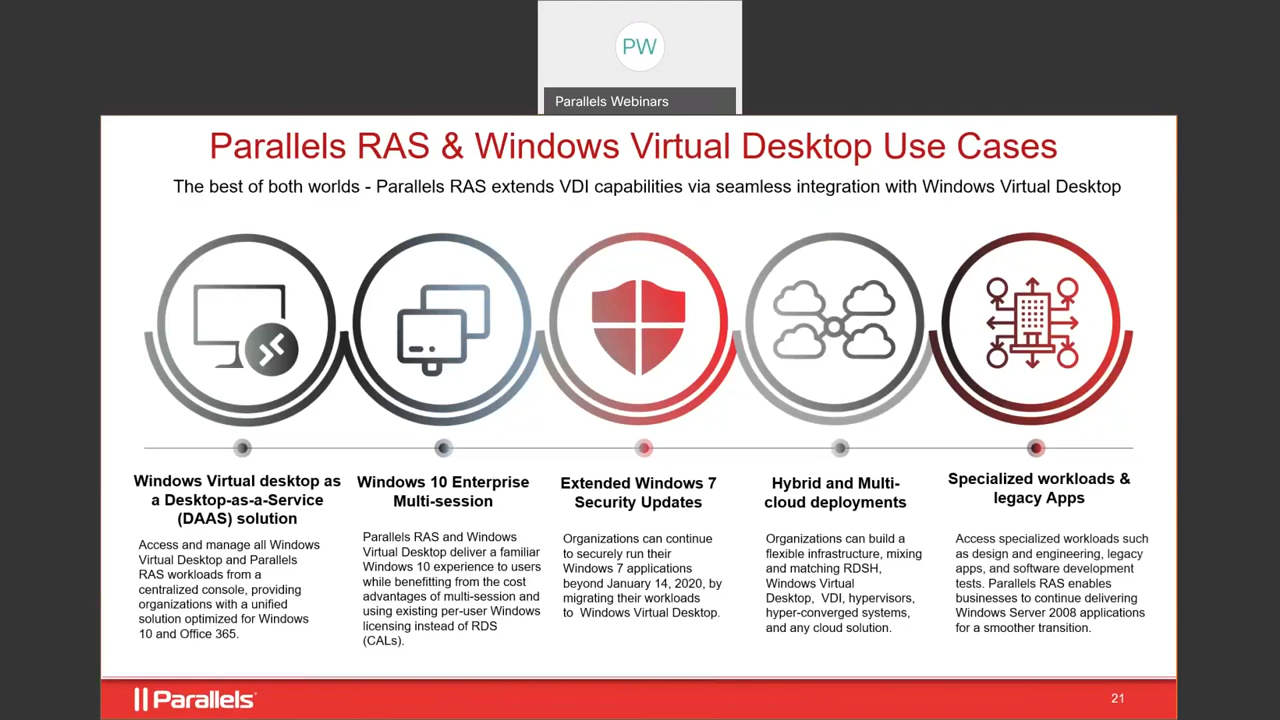 PW
Parallels Webinars
Parallels RAS & Windows Virtual Desktop Use Cases
The best of both worlds - Parallels RAS extends VDI capabilities via seamless integration with Windows Virtual Desktop
Windows Virtual desktop as
a Desktop-as-a-Service
(DAAS) solution
Access and manage all Windows
Virtual Desktop and Parallels
RAS workloads from a
centralized console, providing
organizations with a unified
solution optimized for Windows
10 and Office 365.
Windows 10 Enterprise
Multi-session
Parallels RAS and Windows
Virtual Desktop deliver a familiar
Windows 10 experience to users
while benefitting from the cost
advantages of multi-session and
using existing per-user Windows
licensing instead of RDS
(CALs).
Extended Windows 7
Security Updates
Organizations can continue
to securely run their
Windows 7 applications
beyond January 14, 2020, by
migrating their workloads
to Windows Virtual Desktop.
Hybrid and Multi-
cloud deployments
Organizations can build a
flexible infrastructure, mixing
and matching RDSH,
Windows Virtual
Desktop, VDI, hypervisors,
hyper-converged systems,
and any cloud solution.
Specialized workloads &
legacy Apps
Access specialized workloads such
as design and engineering, legacy
apps, and software development
tests. Parallels RAS enables
businesses to continue delivering
Windows Server 2008 applications
for a smoother transition.
Parallels
21